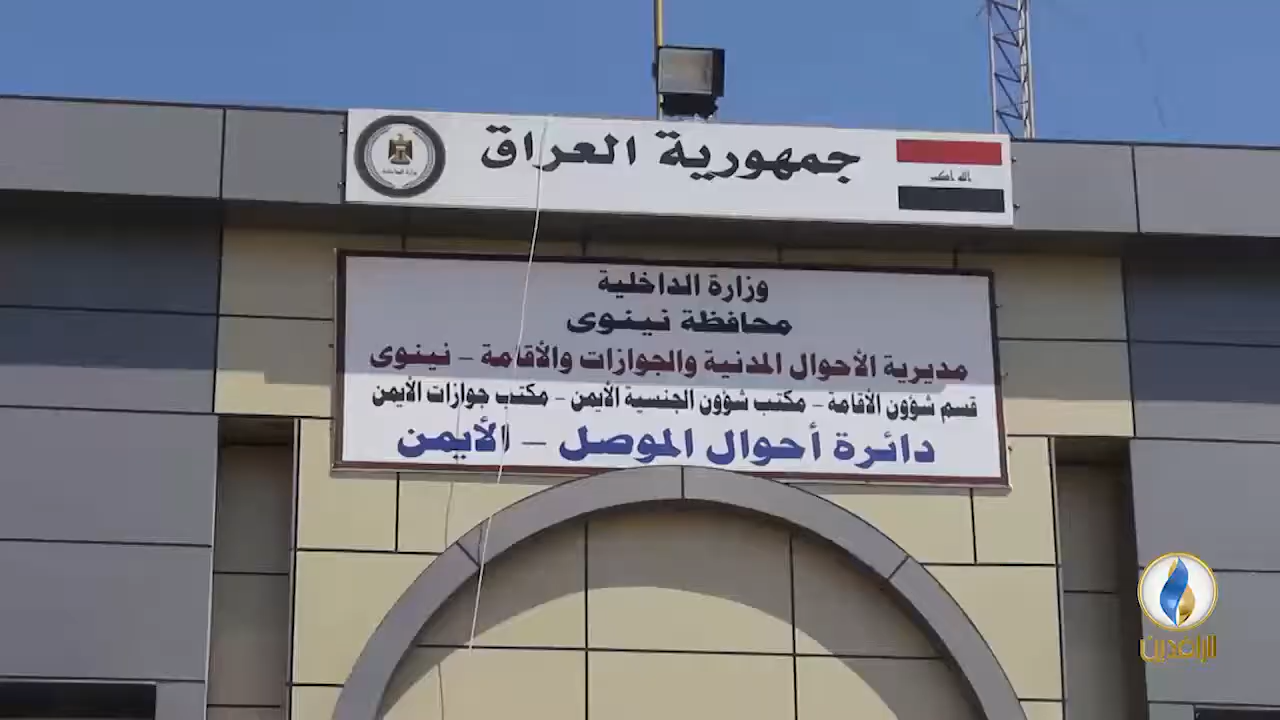 جمهورية العراق
الله اكبر
وزارة الداخلية
محافظة نينوى
مديرية الأحوال المدنية والجوازات والأقامة – نينوى
قسم شؤون الأقامة – مكتب شؤون الجنسية الأيمن – مكتب جوازات الأيمن
دائرة أحوال الموصل – الأيمن
الرافدين